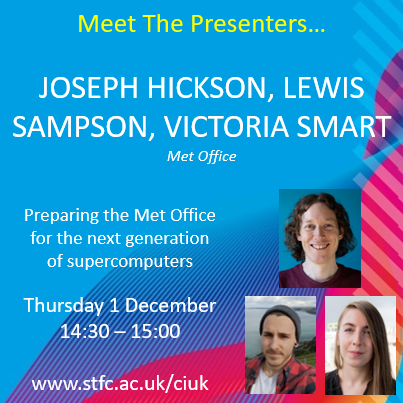 Meet The Presenters...
JOSEPH HICKSON, LEWIS
SAMPSON, VICTORIA SMART
Met Office
Preparing the Met Office
for the next generation
of supercomputers
Thursday 1 December
14:30 – 15:00
www.stfc.ac.uk/ciuk